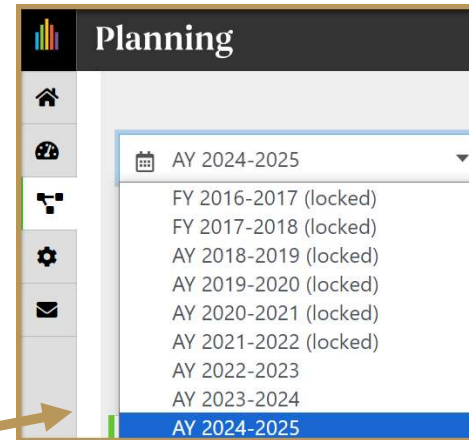 Planning
AY 2024-2025
FY 2016-2017 (locked)
FY 2017-2018 (locked)
AY 2018-2019 (locked)
AY 2019-2020 (locked)
AY 2020-2021 (locked)
AY 2021-2022 (locked)
AY 2022-2023
AY 2023-2024
AY 2024-2025